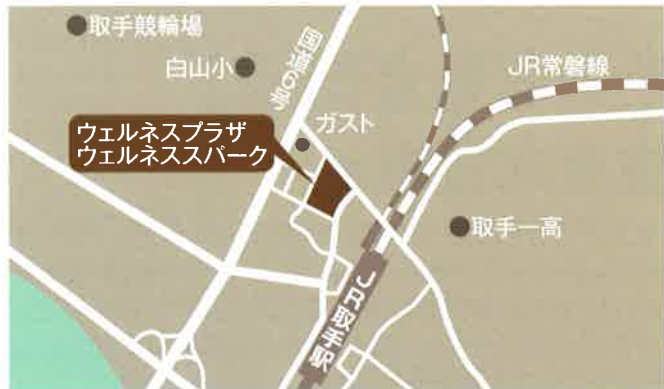 取手競輪場
白山小
国道6号
JR常磐線
ガスト
ウェルネスプラザ
ウェルネススパーク
取手一高
JR取手駅